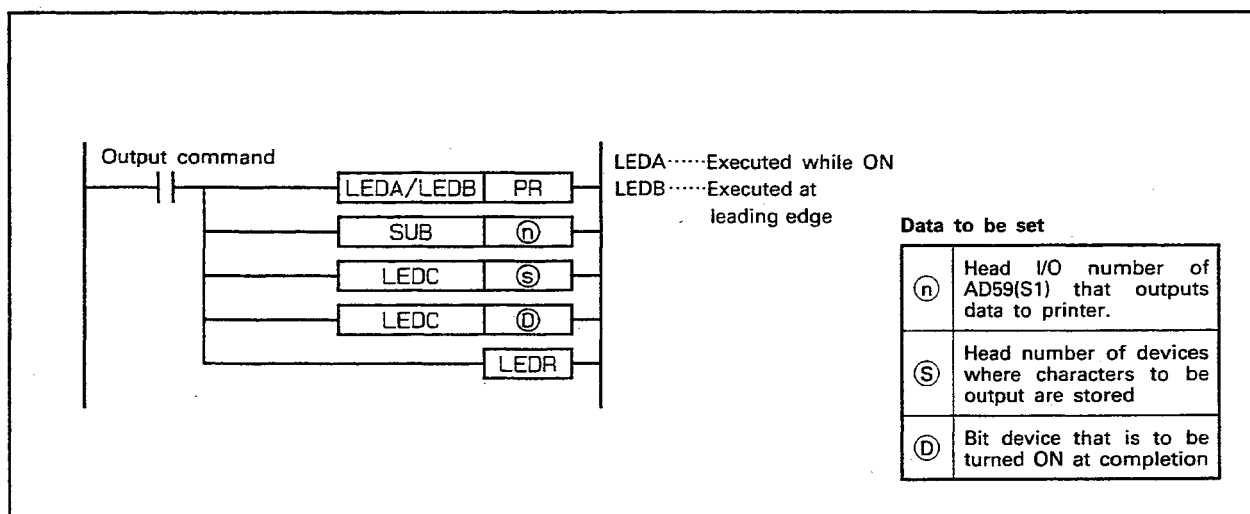 Output command
LEDA/LEDB PR
SUB ⓝ
LEDC Ⓢ
LEDC Ⓓ
LEDR
LEDA······Executed while ON
LEDB······Executed at
leading edge
Data to be set
ⓝ Head I/O number of
AD59(S1) that outputs
data to printer.
Ⓢ Head number of devices
where characters to be
output are stored
Ⓓ Bit device that is to be
turned ON at completion